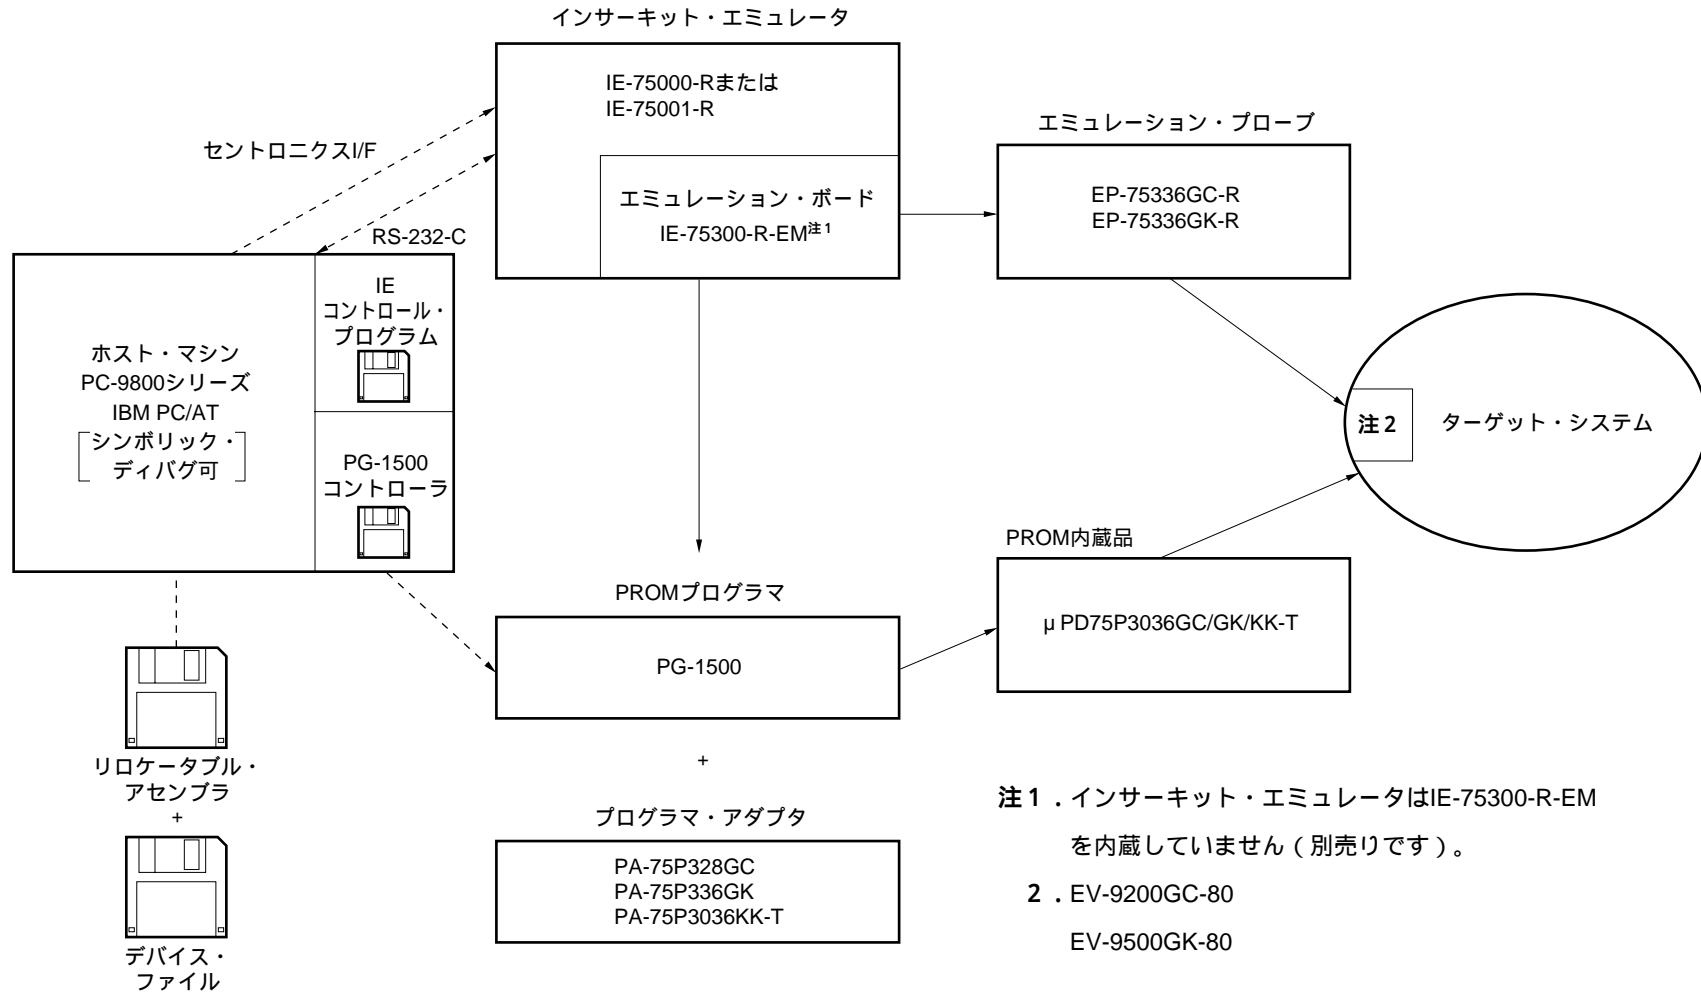 インサーキット・エミュレータ
IE-75000-Rまたは
IE-75001-R
エミュレーション・ボード
IE-75300-R-EM注1
エミュレーション・プローブ
EP-75336GC-R
EP-75336GK-R
セントロニクスI/F
RS-232-C
ホスト・マシン
PC-9800シリーズ
IBM PC/AT
シンボリック・
ディバグ可
IE
コントロール・
プログラム
PG-1500
コントローラ
注2
ターゲット・システム
PROM内蔵品
μPD75P3036GC/GK/KK-T
PROMプログラマ
PG-1500
+
プログラマ・アダプタ
PA-75P328GC
PA-75P336GK
PA-75P3036KK-T
リロケータブル・
アセンブラ
+
デバイス・
ファイル
注1．インサーキット・エミュレータはIE-75300-R-EM
を内蔵していません（別売りです）。
2．EV-9200GC-80
EV-9500GK-80